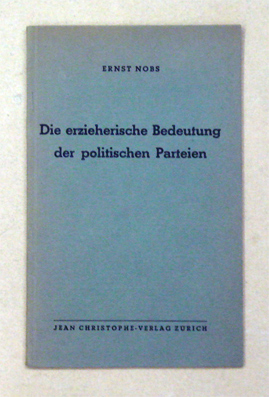 ERNST NOBS
Die erzieherische Bedeutung
der politischen Parteien
JEAN CHRISTOPHE-VERLAG ZÜRICH